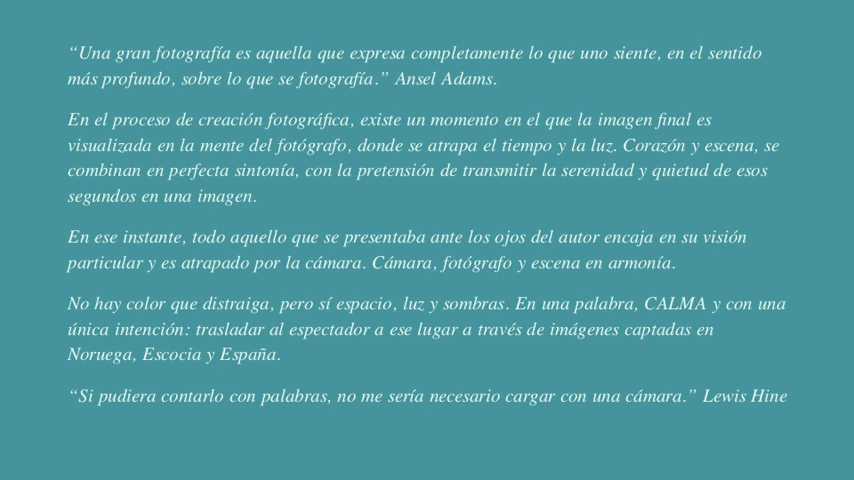 “Una gran fotografía es aquella que expresa completamente lo que uno siente, en el sentido
más profundo, sobre lo que se fotografía.” Ansel Adams.
En el proceso de creación fotográfica, existe un momento en el que la imagen final es
visualizada en la mente del fotógrafo, donde se atrapa el tiempo y la luz. Corazón y escena, se
combinan en perfecta sintonía, con la pretensión de transmitir la serenidad y quietud de esos
segundos en una imagen.
En ese instante, todo aquello que se presentaba ante los ojos del autor encaja en su visión
particular y es atrapado por la cámara. Cámara, fotógrafo y escena en armonía.
No hay color que distraiga, pero sí espacio, luz y sombras. En una palabra, CALMA y con una
única intención: trasladar al espectador a ese lugar a través de imágenes captadas en
Noruega, Escocia y España.
“Si pudiera contarlo con palabras, no me sería necesario cargar con una cámara.” Lewis Hine